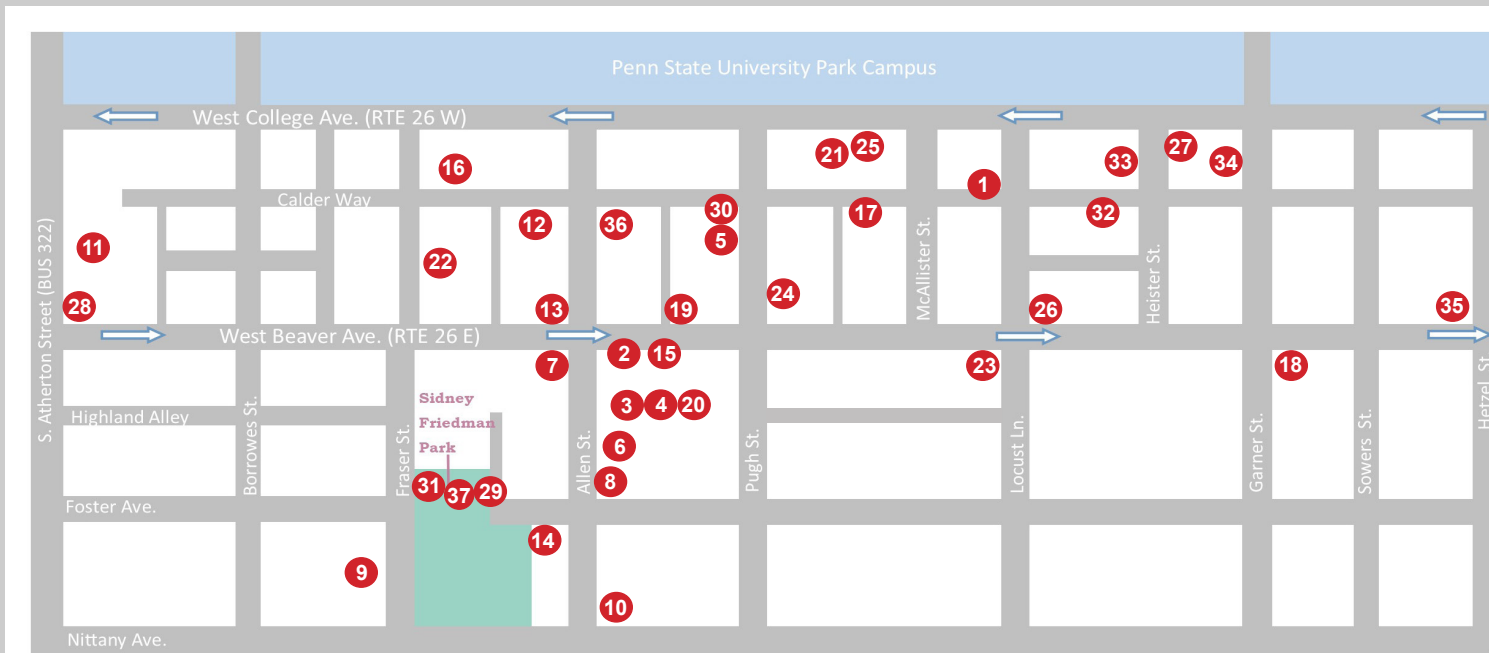 Penn State University Park Campus
West College Ave. (RTE 26 W)
21
25
27
33
34
16
1
Calder Way
30
17
32
12
36
5
11
22
24
28
13
19
26
35
S. Atherton Street (BUS 322)
McAllister St.
Heister St.
West Beaver Ave. (RTE 26 E)
2
15
7
23
18
Sidney
Friedman
Park
3
4
20
Highland Alley
6
8
31
37
29
Borrowes St.
Fraser St.
Allen St.
Pugh St.
Locust Ln.
Garner St.
Sowers St.
Hetzel St.
Foster Ave.
14
9
10
Nittany Ave.